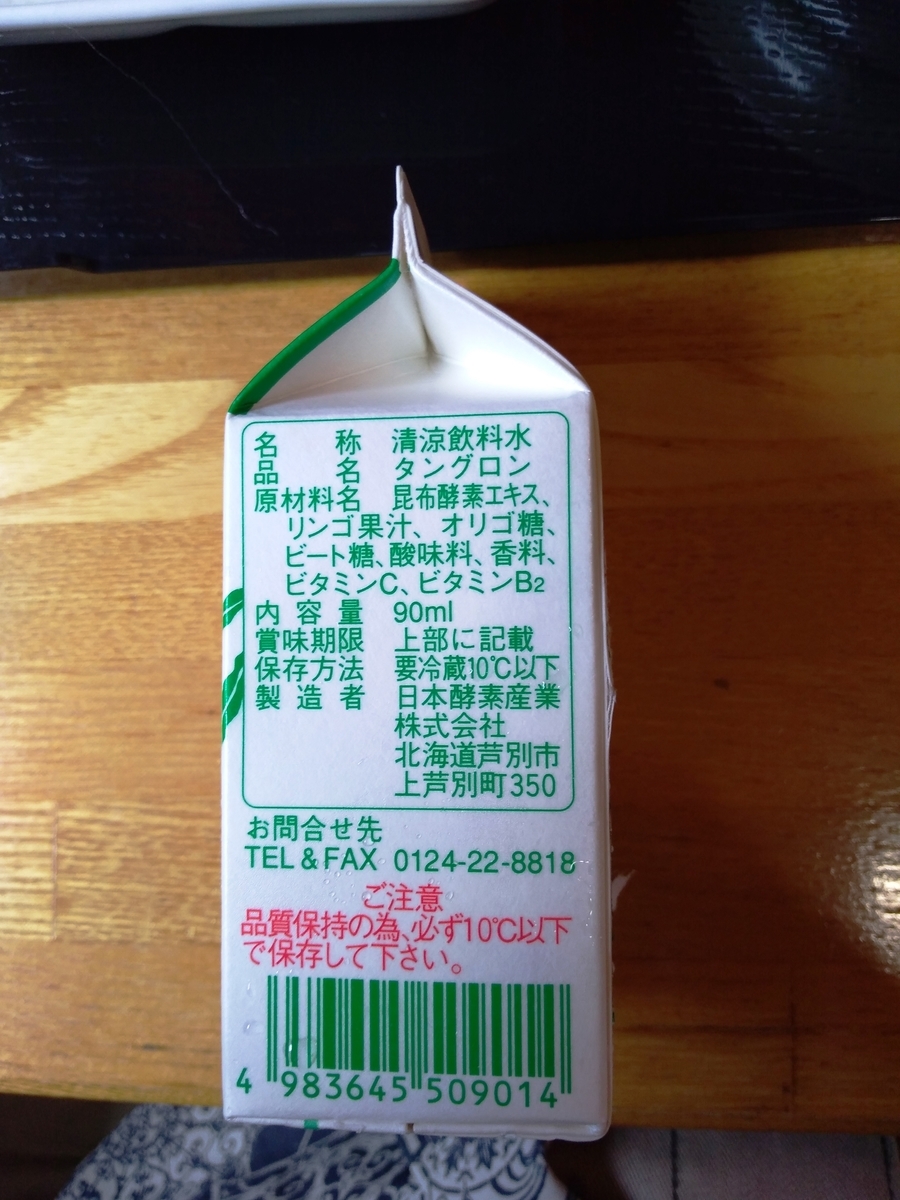 名称 清涼飲料水
品名 タングロン
原材料名 昆布酵素エキス、
リンゴ果汁、オリゴ糖、
ビート糖、酸味料、香料、
ビタミンC、ビタミンB2
内容量 90ml
賞味期限 上部に記載
保存方法 要冷蔵10℃以下
製造者 日本酵素産業
株式会社
北海道芦別市
上芦別町350
お問合せ先
TEL & FAX 0124-22-8818
ご注意
品質保持の為、必ず10℃以下
で保存して下さい。
4 983645 509014